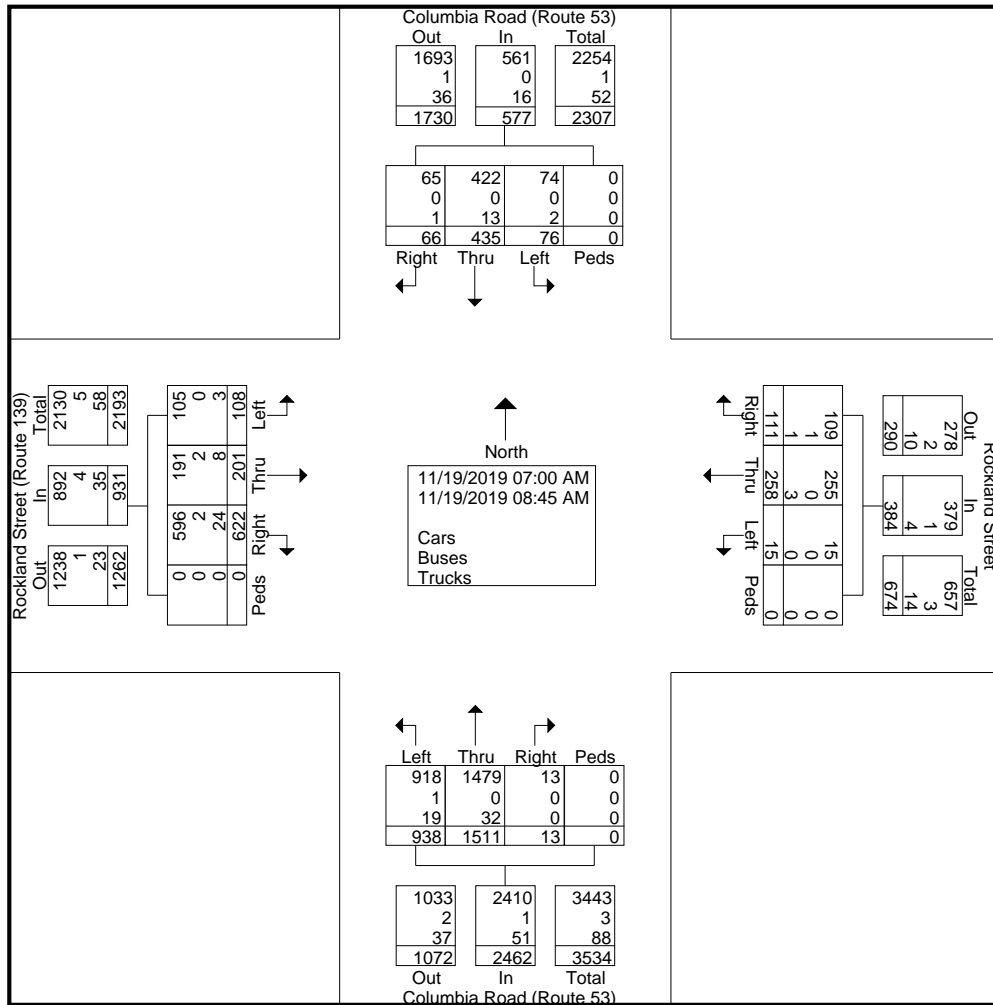 Columbia Road (Route 53)
Out In Total
1693 561 2254
1 0 1
36 16 52
1730 577 2307
65 422 74 0
0 0 0 0
1 13 2 0
66 435 76 0
Right Thru Left Peds
Rockland Street (Route 139)
Total In Out
2130 892 1238
5 4 1
58 35 23
2193 931 1262
105 191 596 0
0 2 2 0
3 8 24 0
108 201 622 0
Left Thru Right Peds
North
11/19/2019 07:00 AM
11/19/2019 08:45 AM
Cars
Buses
Trucks
Right Thru Left Peds
111 258 15 0
1 3 0 0
1 0 0 0
109 255 15 0
Rockland Street
Out In Total
278 379 657
2 1 3
10 4 14
290 384 674
Left Thru Right Peds
918 1479 13 0
1 0 0 0
19 32 0 0
938 1511 13 0
1033 2410 3443
2 1 3
37 51 88
1072 2462 3534
Out In Total
Columbia Road (Route 53)